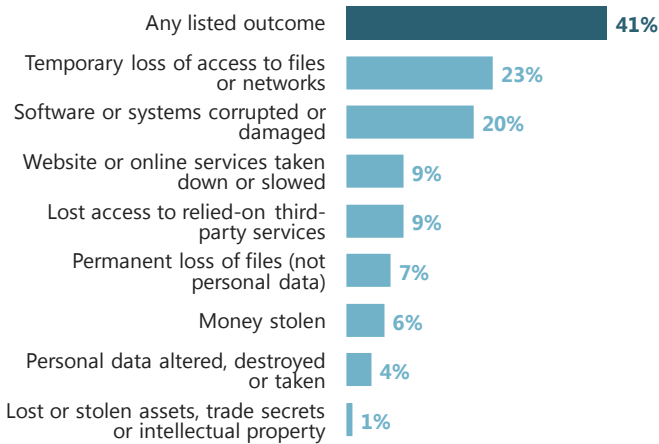 Any listed outcome
41%
Temporary loss of access to files
or networks
23%
Software or systems corrupted or
damaged
20%
Website or online services taken
down or slowed
9%
Lost access to relied-on third-
party services
9%
Permanent loss of files (not
personal data)
7%
Money stolen
6%
Personal data altered, destroyed
or taken
4%
Lost or stolen assets, trade secrets
or intellectual property
1%